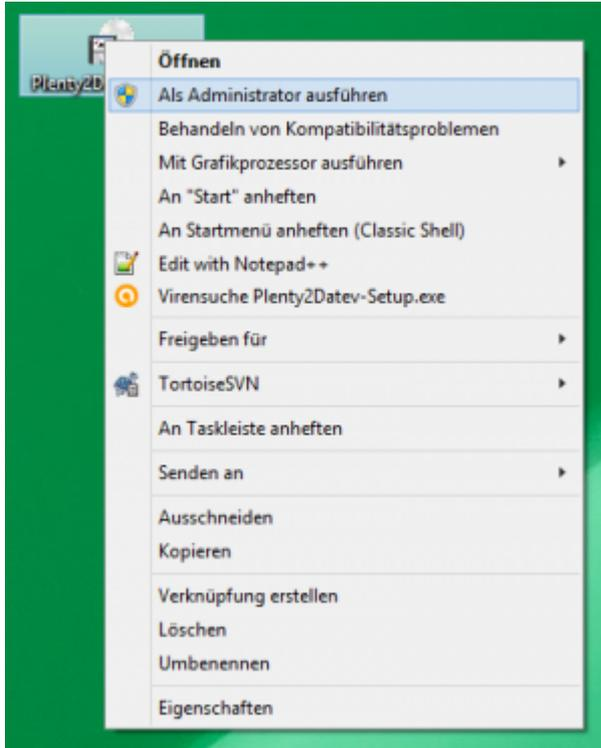 Plenty2D
Öffnen
Als Administrator ausführen
Behandeln von Kompatibilitätsproblemen
Mit Grafikprozessor ausführen
An "Start" anheften
An Startmenü anheften (Classic Shell)
Edit with Notepad++
Virensuche Plenty2Datev-Setup.exe
Freigeben für
TortoiseSVN
An Taskleiste anheften
Senden an
Ausschneiden
Kopieren
Verknüpfung erstellen
Löschen
Umbenennen
Eigenschaften